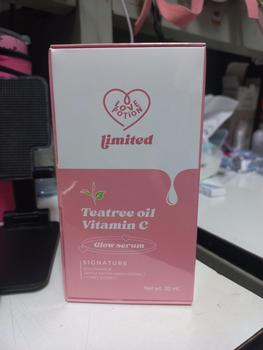 LOVE
POTION
limited
Teatree oil
Vitamin C
Glow serum
SIGNATURE
Net wt. 30 mL